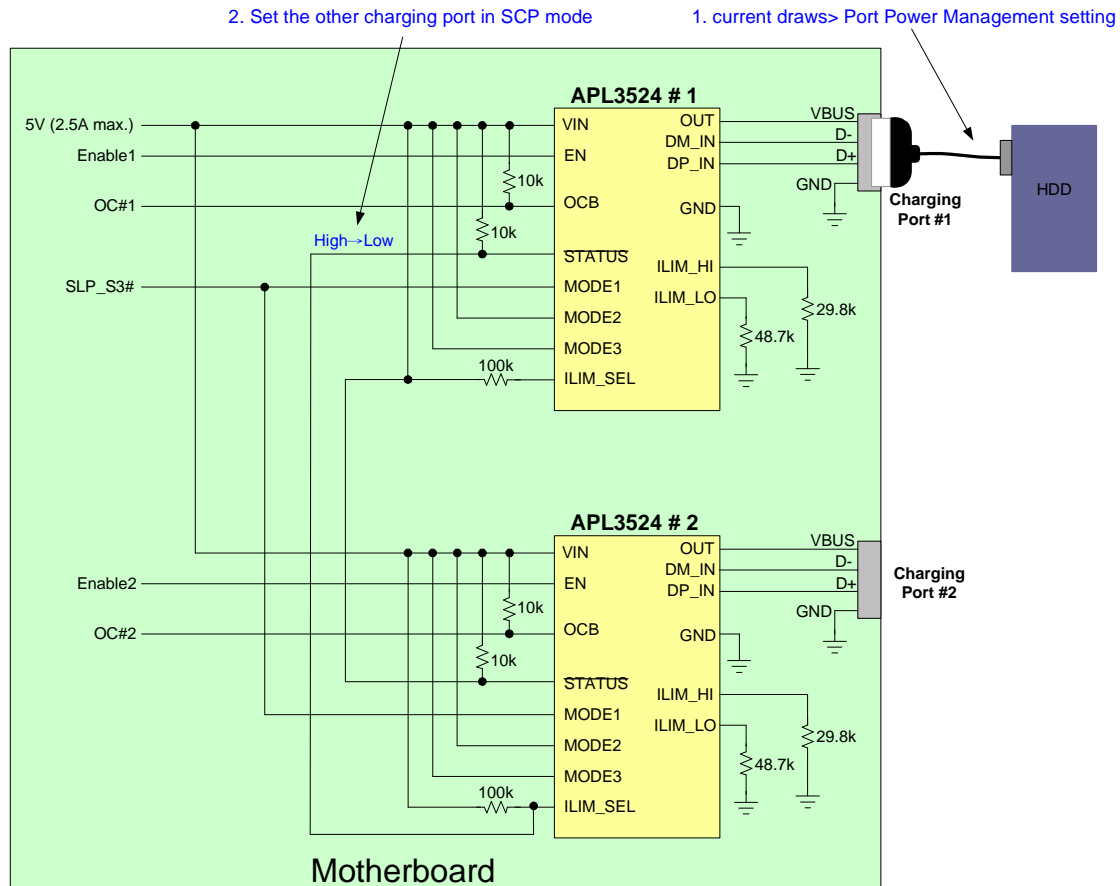 2. Set the other charging port in SCP mode
1. current draws> Port Power Management setting
APL3524 # 1
5V (2.5A max.)
Enable1
OC#1
High→Low
SLP_S3#
10k
10k
100k
VIN
EN
OCB
STATUS
MODE1
MODE2
MODE3
ILIM_SEL
OUT
DM_IN
DP_IN
GND
ILIM_HI
ILIM_LO
29.8k
48.7k
VBUS
D-
D+
GND
Charging
Port #1
HDD
APL3524 # 2
Enable2
OC#2
10k
10k
100k
VIN
EN
OCB
STATUS
MODE1
MODE2
MODE3
ILIM_SEL
OUT
DM_IN
DP_IN
GND
ILIM_HI
ILIM_LO
29.8k
48.7k
VBUS
D-
D+
GND
Charging
Port #2
Motherboard